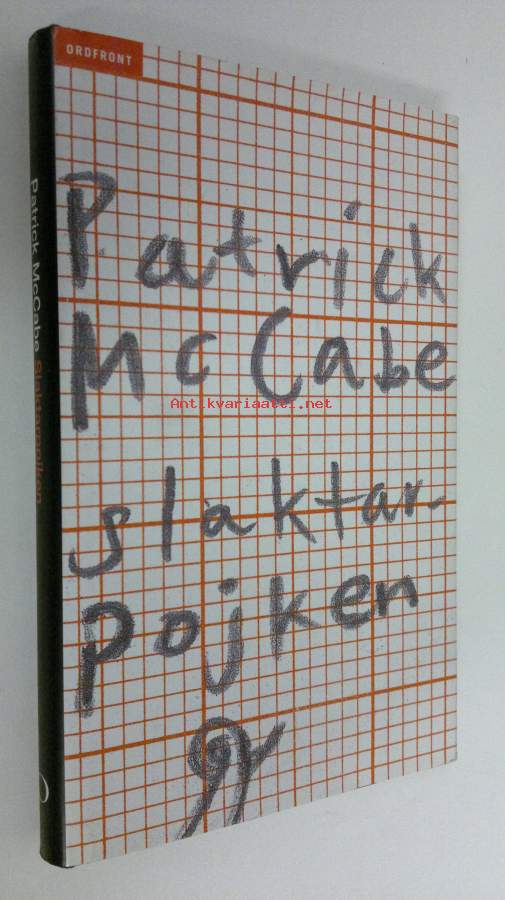 ORDFRONT
Patrick
McCabe
slaktar-
pojken
Patrick McCabe Slaktarpojken
Antikvariaatti.net